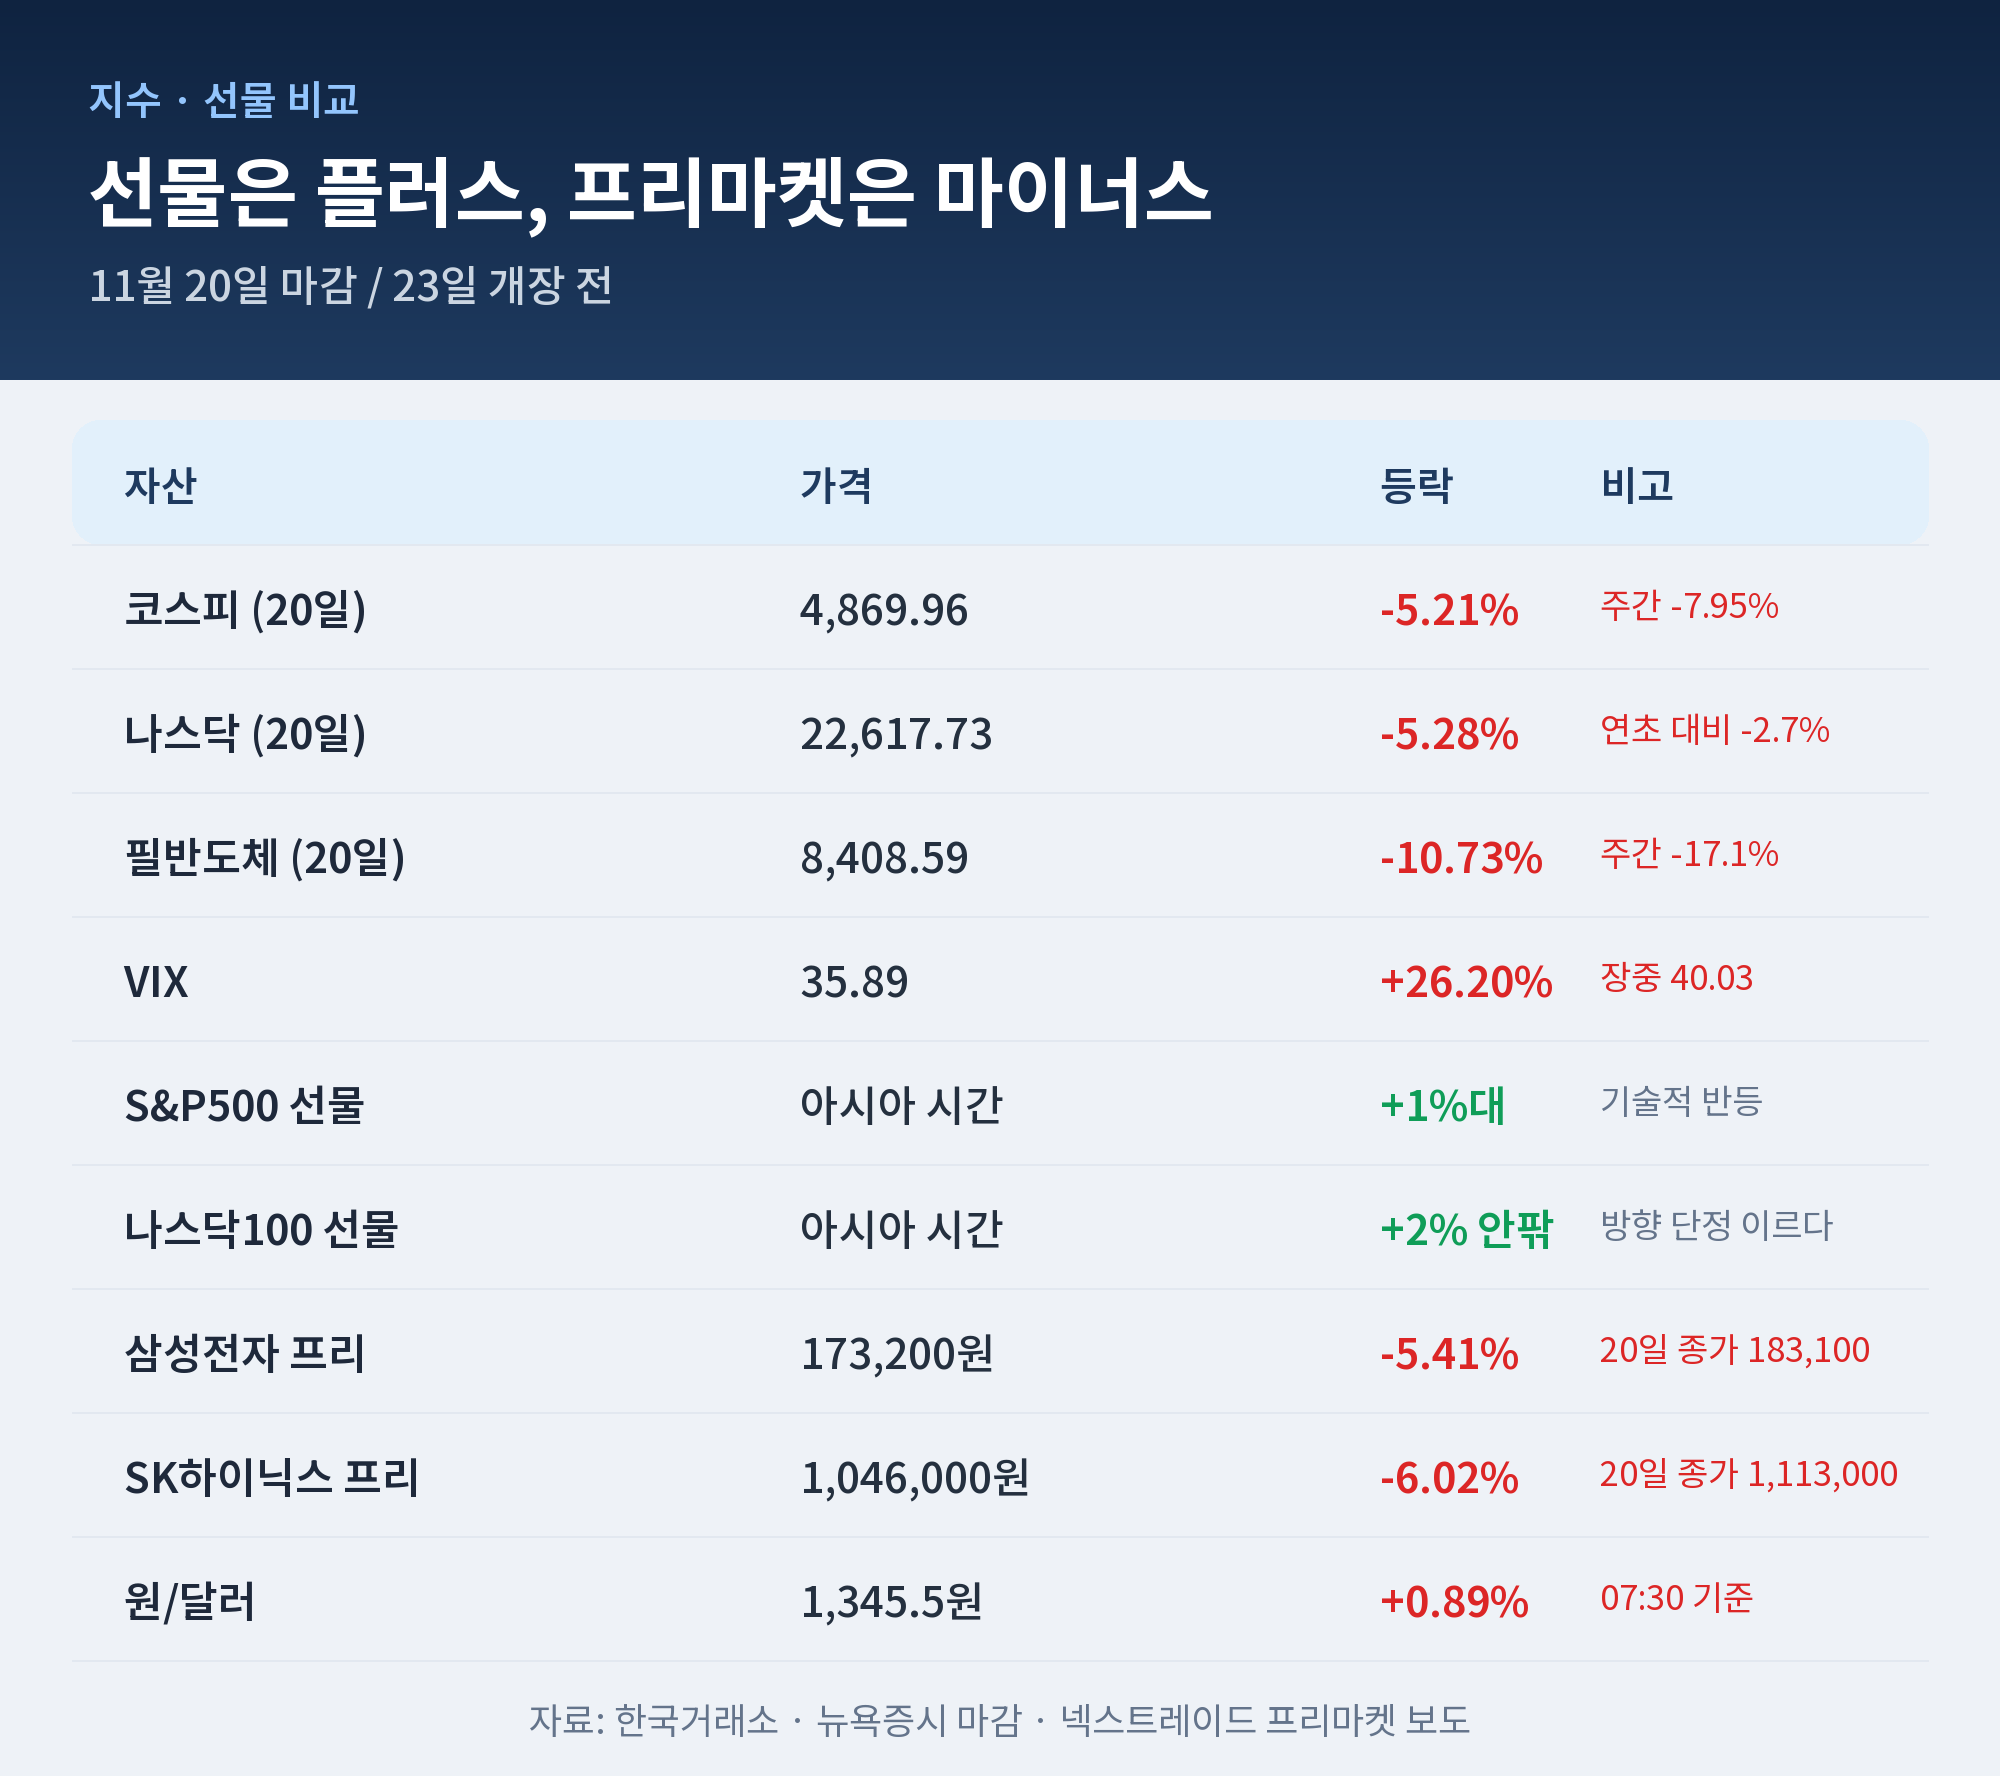 지수 · 선물 비교
선물은 플러스, 프리마켓은 마이너스
11월 20일 마감 / 23일 개장 전
자산 가격 등락 비고
코스피 (20일) 4,869.96 -5.21% 주간 -7.95%
나스닥 (20일) 22,617.73 -5.28% 연초 대비 -2.7%
필반도체 (20일) 8,408.59 -10.73% 주간 -17.1%
VIX 35.89 +26.20% 장중 40.03
S&P500 선물 아시아 시간 +1%대 기술적 반등
나스닥100 선물 아시아 시간 +2% 안팎 방향 단정 이르다
삼성전자 프리 173,200원 -5.41% 20일 종가 183,100
SK하이닉스 프리 1,046,000원 -6.02% 20일 종가 1,113,000
원/달러 1,345.5원 +0.89% 07:30 기준
자료: 한국거래소 · 뉴욕증시 마감 · 넥스트레이드 프리마켓 보도